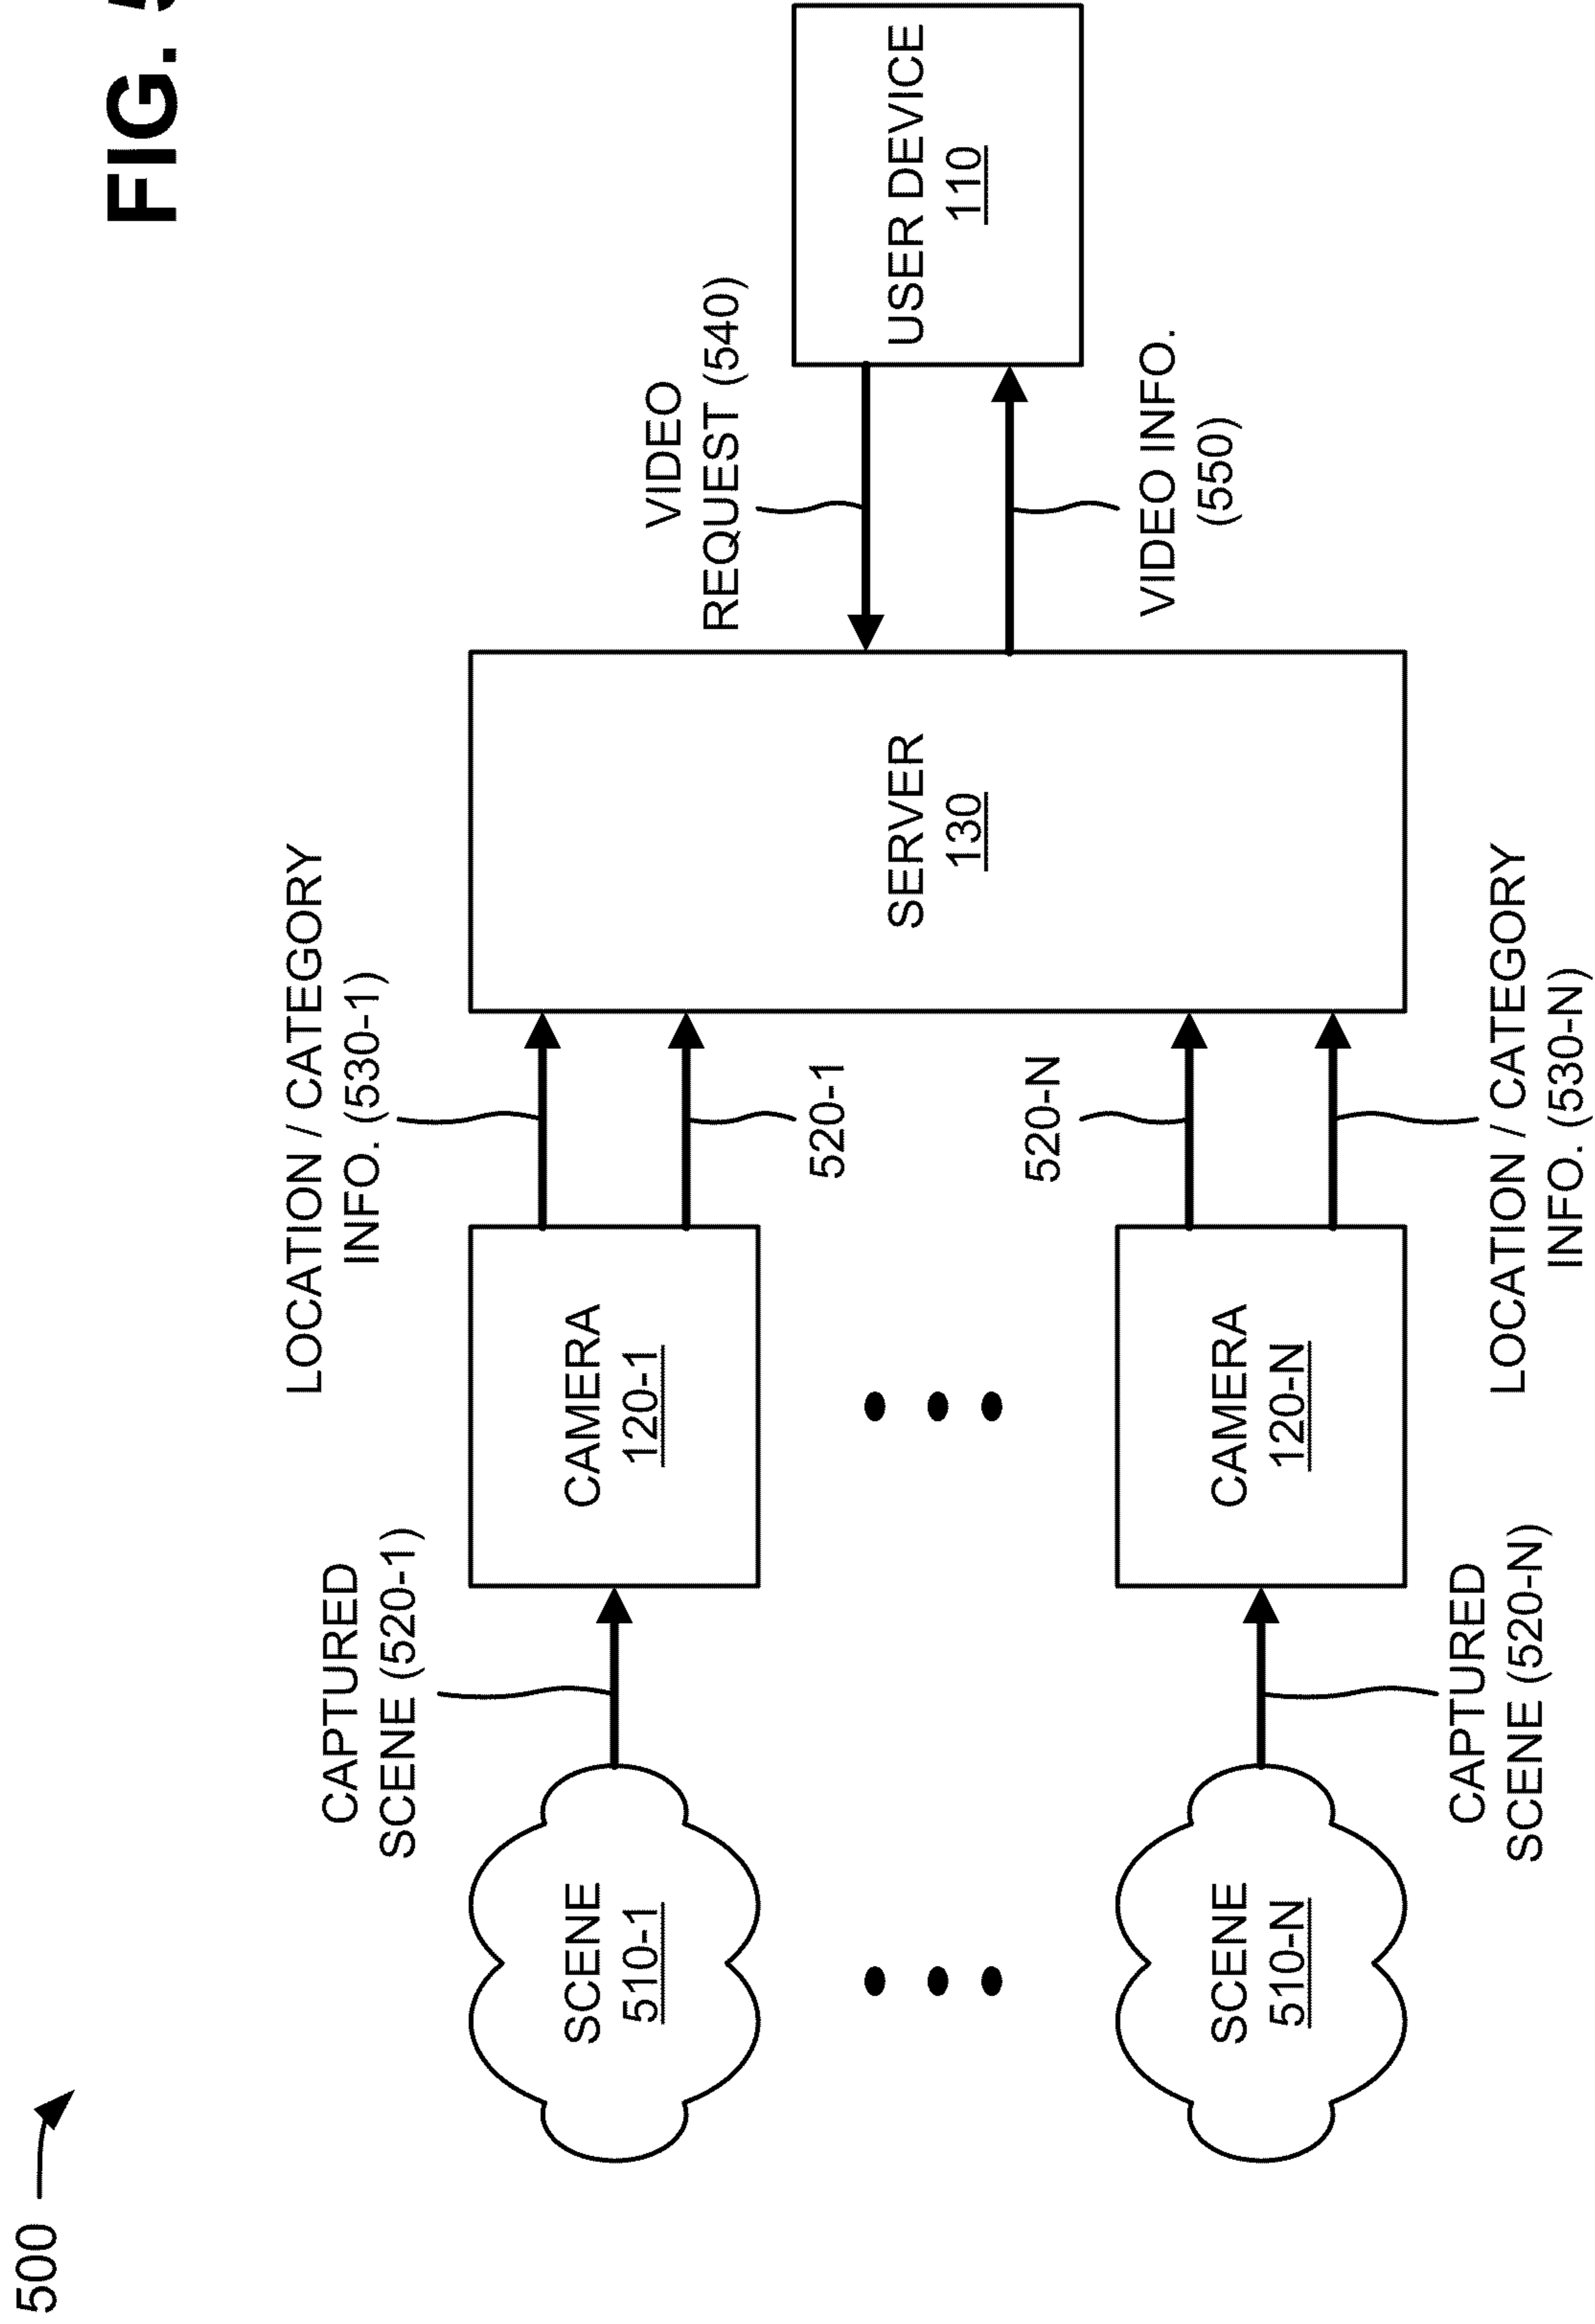 500
FIG. 5
LOCATION / CATEGORY
INFO. (530-1)
CAPTURED
SCENE (520-1)
SCENE
510-1
CAMERA
120-1
520-1
VIDEO
REQUEST (540)
SERVER
130
USER DEVICE
110
VIDEO INFO.
(550)
520-N
SCENE
510-N
CAMERA
120-N
CAPTURED
SCENE (520-N)
LOCATION / CATEGORY
INFO. (530-N)